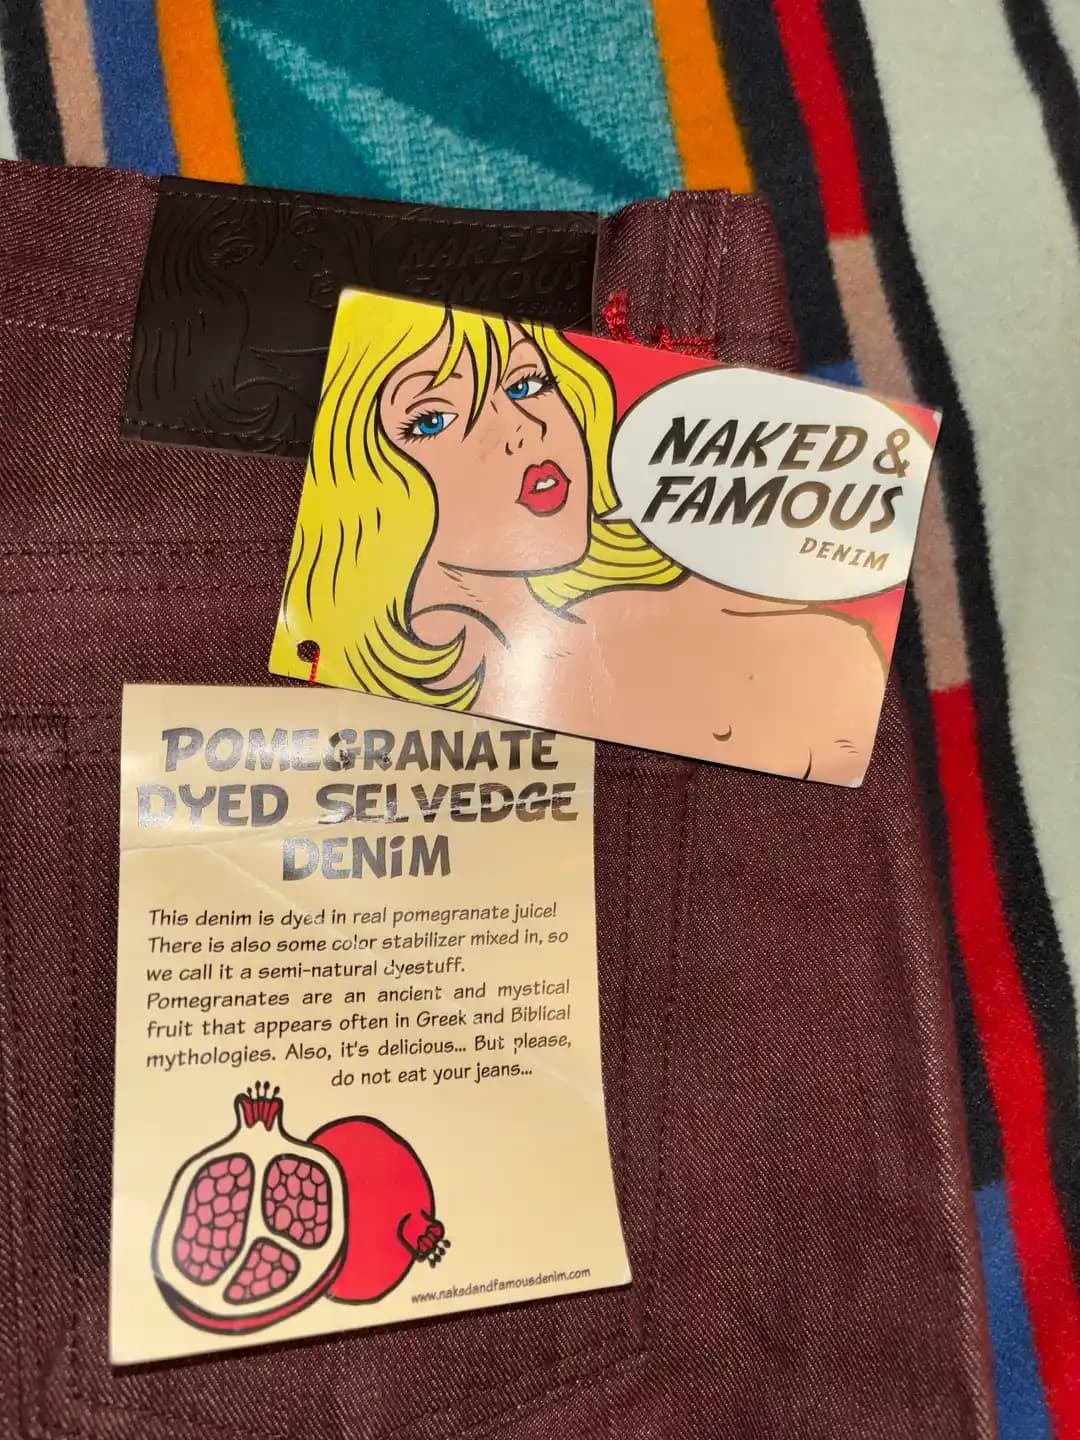 NAKED &
FAMOUS
DENIM
NAKED &
FAMOUS
DENIM
POMEGRANATE
DYED SELVEDGE
DENiM
This denim is dyed in real pomegranate juice!
There is also some color stabilizer mixed in, so
we call it a semi-natural dyestuff.
Pomegranates are an ancient and mystical
fruit that appears often in Greek and Biblical
mythologies. Also, it's delicious... But please,
do not eat your jeans...
www.nakedandfamousdenim.com